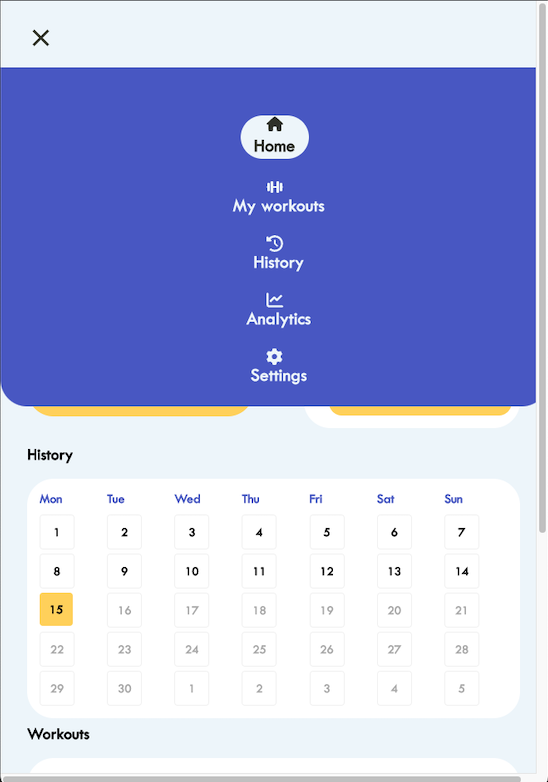 Home
My workouts
History
Analytics
Settings
History
Mon Tue Wed Thu Fri Sat Sun
1 2 3 4 5 6 7
8 9 10 11 12 13 14
15 16 17 18 19 20 21
22 23 24 25 26 27 28
29 30 1 2 3 4 5
Workouts